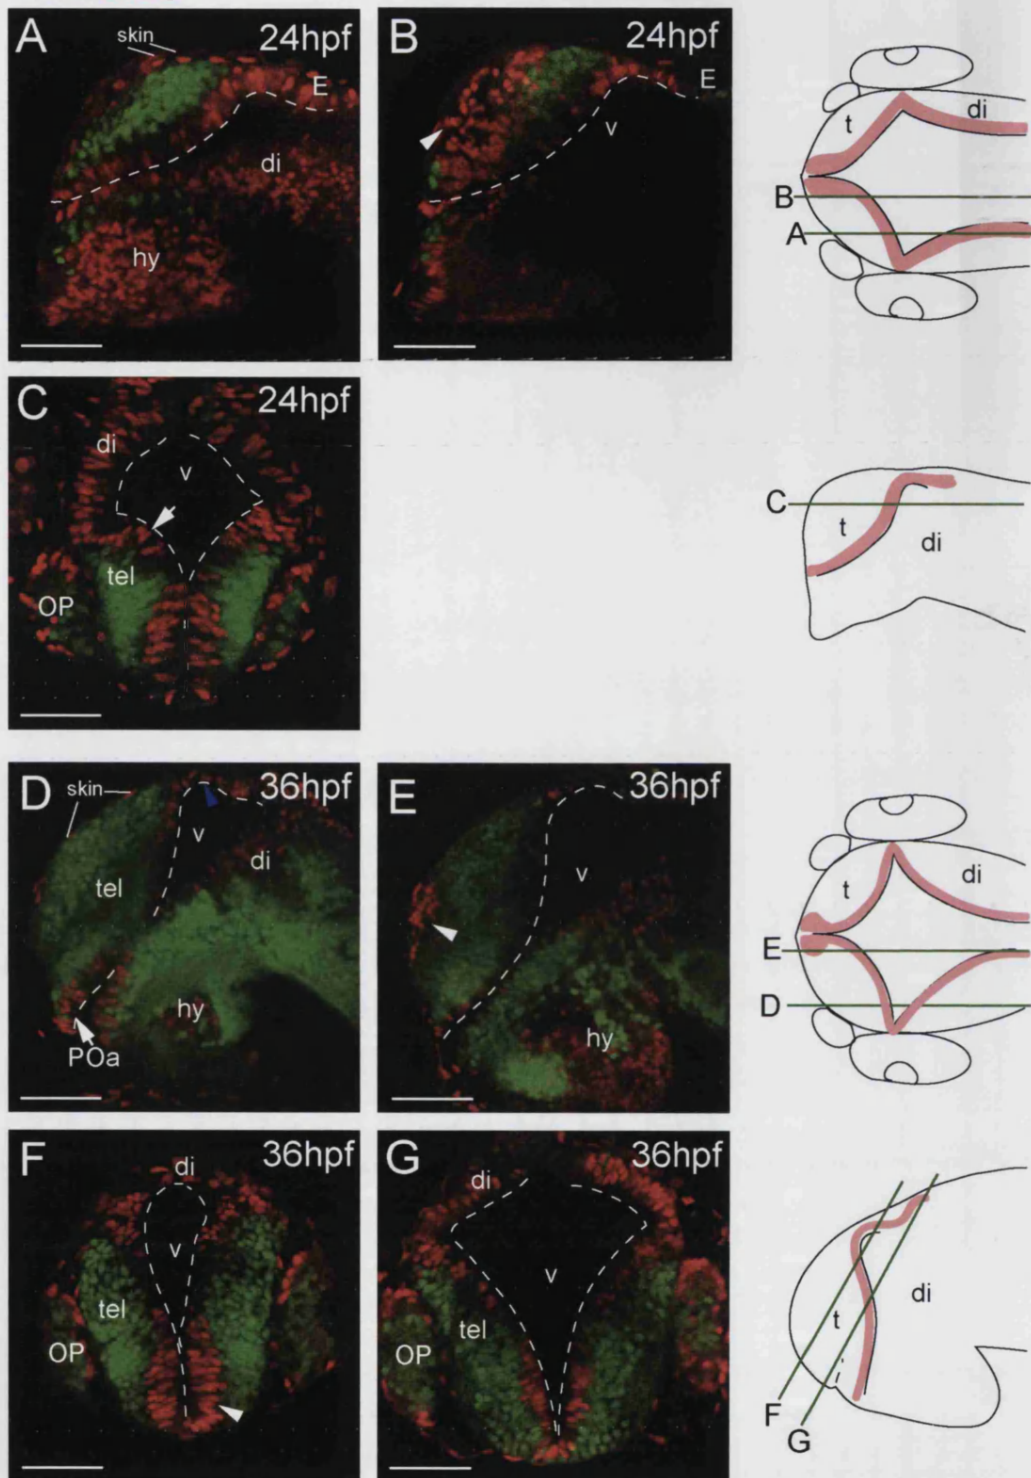 A
skin
24hpf
E
di
hy
B
24hpf
E
v
t
di
B
A
C
24hpf
di
v
tel
OP
C
t
di
D
36hpf
skin
v
di
tel
hy
POa
E
36hpf
v
hy
t
di
E
D
F
36hpf
di
v
tel
OP
G
36hpf
di
v
tel
OP
t
di
F
G